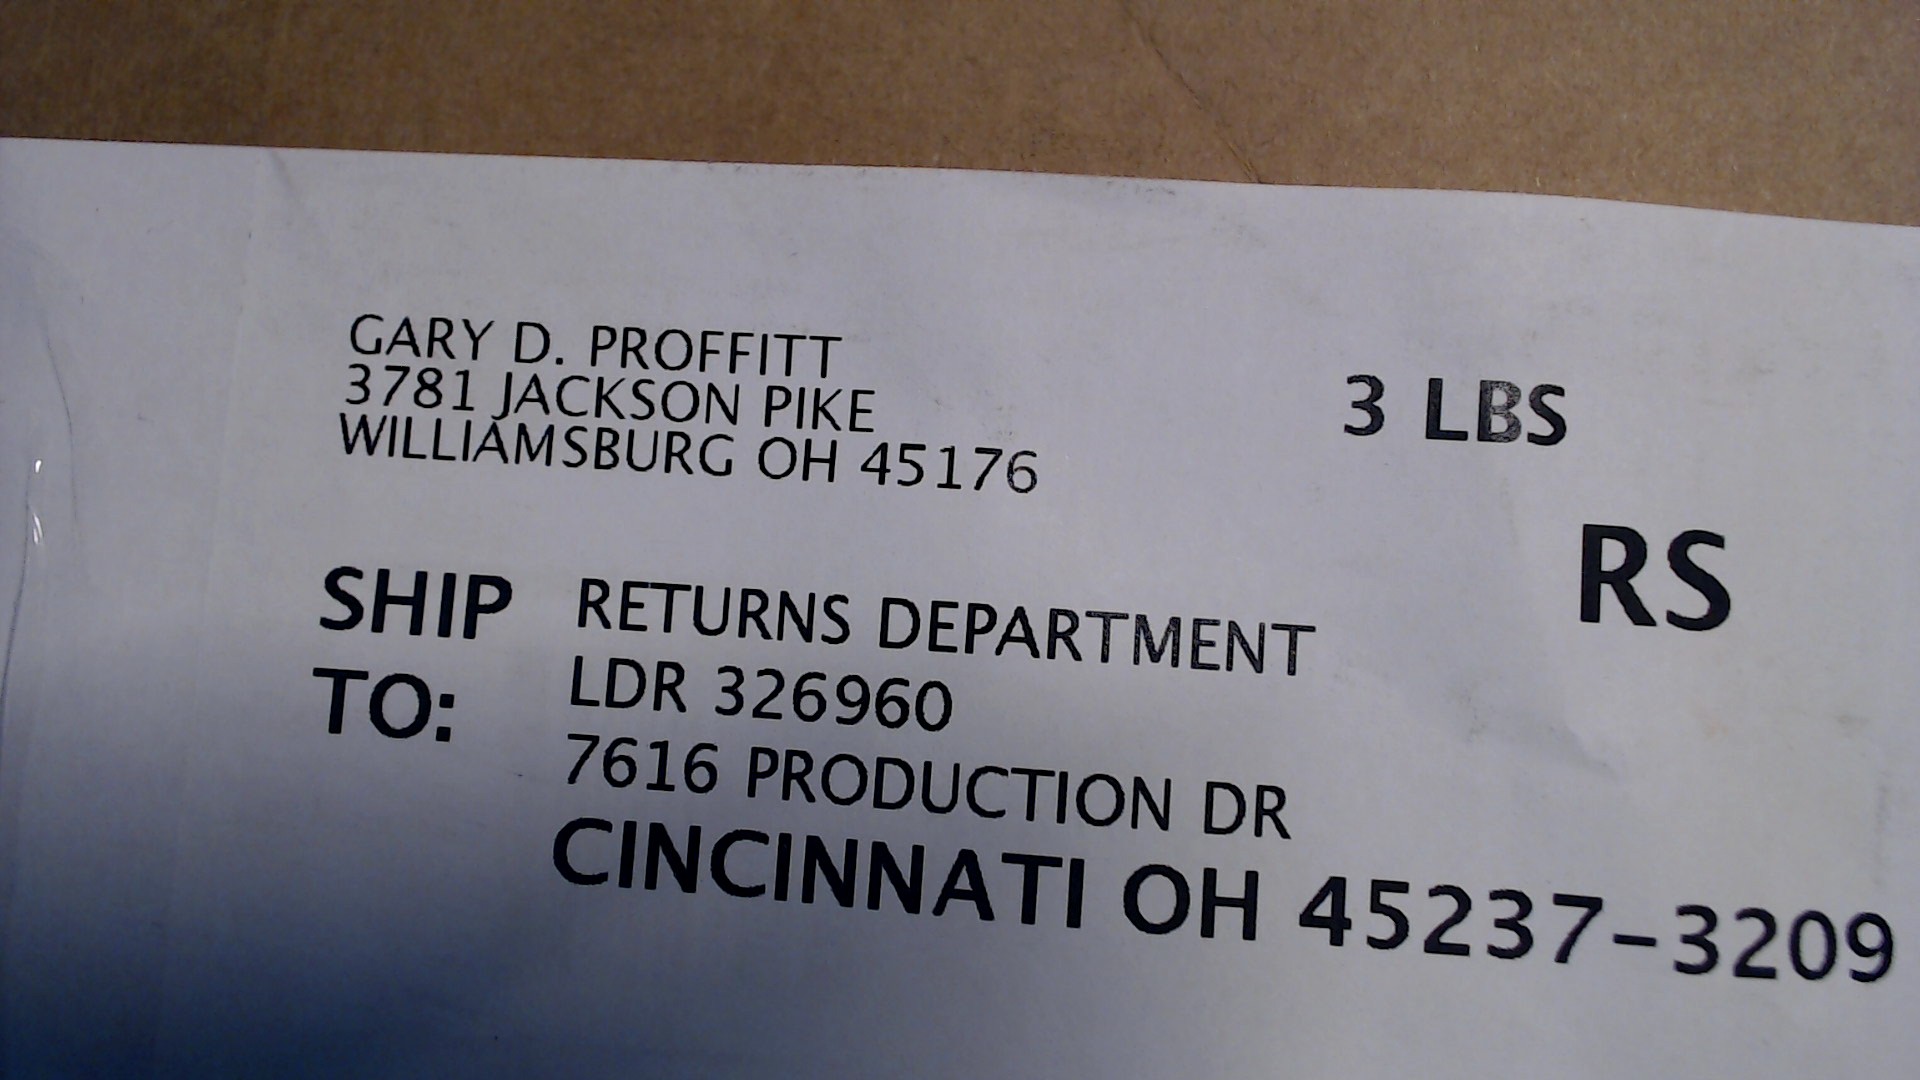 GARY D. PROFFITT
3781 JACKSON PIKE
WILLIAMSBURG OH 45176
3 LBS
RS
SHIP TO:
RETURNS DEPARTMENT
LDR 326960
7616 PRODUCTION DR
CINCINNATI OH 45237-3209